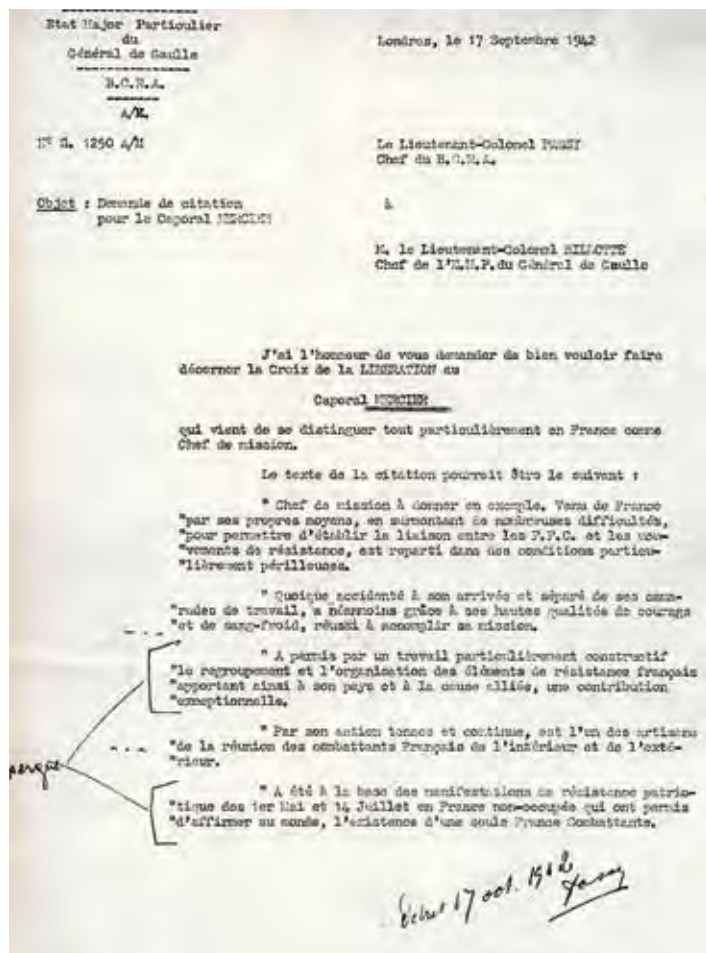 Etat Major Particulier
du
Général de Gaulle
B.C.R.A.
A/M.
N° D. 1250 A/M
Objet : Demande de citation
pour le Caporal MERCIER
Londres, le 17 Septembre 1942
Le Lieutenant-Colonel PASSY
Chef du B.C.R.A.
à
M. le Lieutenant-Colonel BILLOTTE
Chef de l'E.M.P. du Général de Gaulle
J'ai l'honneur de vous demander de bien vouloir faire
décerner la Croix de la LIBERATION au
Caporal MERCIER
qui vient de se distinguer tout particulièrement en France comme
Chef de mission.
Le texte de la citation pourrait être le suivant :
" Chef de mission à donner en exemple. Venu de France
"par ses propres moyens, en surmontant de nombreuses difficultés,
"pour permettre d'établir la liaison entre les F.F.C. et les mou-
"vements de résistance, est reparti dans des conditions particu-
"lièrement périlleuses.
" Quoique accidenté à son arrivée et séparé de ses cama-
"rades de travail, a néanmoins grâce à ses hautes qualités de courage
"et de sang-froid, réussi à accomplir sa mission.
" A permis par un travail particulièrement constructif
"le regroupement et l'organisation des éléments de résistance français
"apportant ainsi à son pays et à la cause alliée, une contribution
"exceptionnelle.
" Par son action tenace et continue, est l'un des artisans
"de la réunion des combattants Français de l'intérieur et de l'exté-
"rieur.
" A été à la base des manifestations de résistance patrio-
"tique des 1er Mai et 14 Juillet en France non-occupée qui ont permis
"d'affirmer au monde, l'existence d'une seule France Combattante.
17 oct. 1942